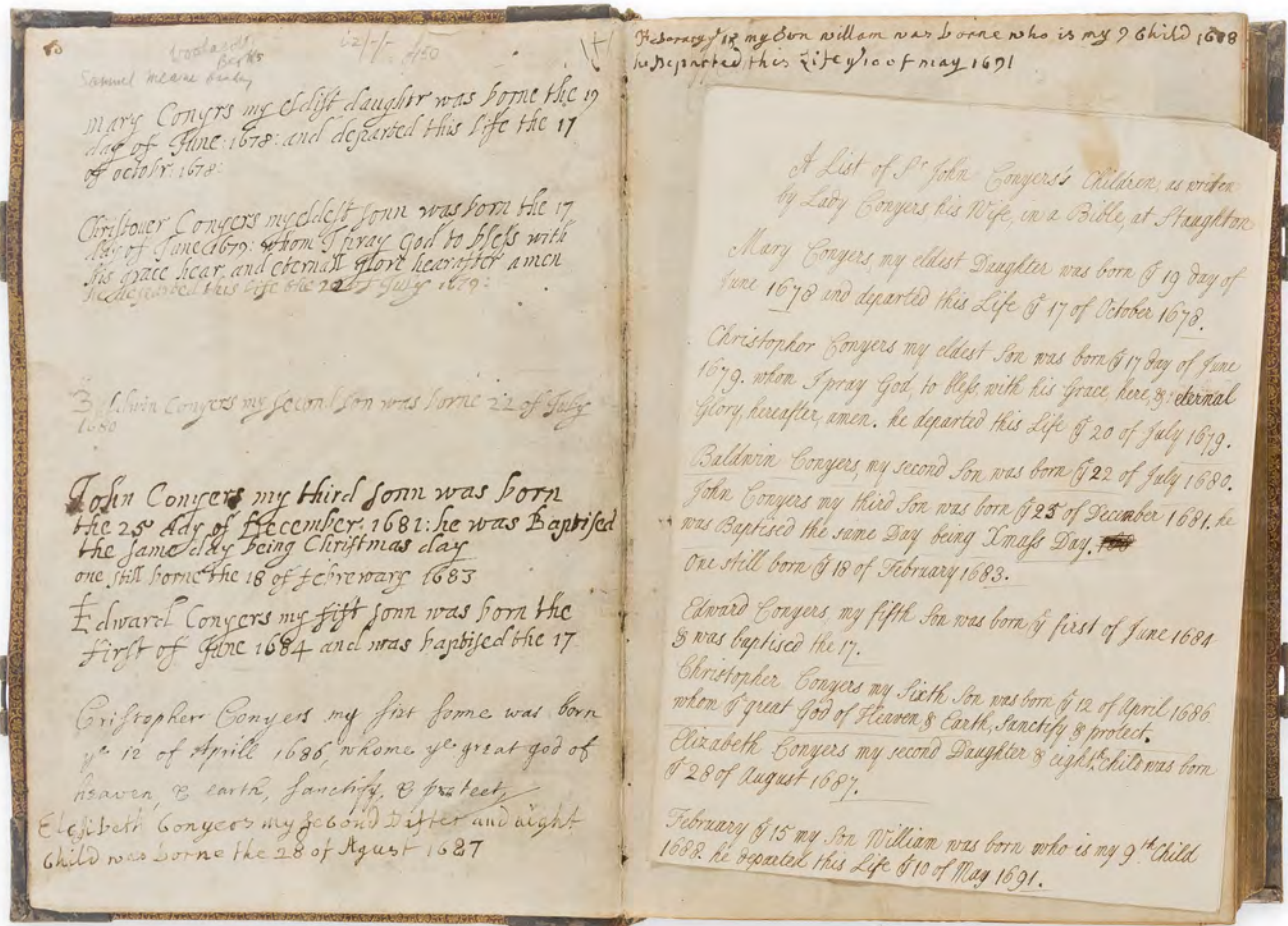 Samuel Mearne binding
mary Conyrs my eldist daughter was borne the 19
day of June: 1678: and departed this life the 17
of octobr: 1678:
Christover Conyers my eldest sonn was born the 17
day of June 1679: whom I pray god to bless with
his grace hear, and eternall glory hearafter amen
he departed this life the 20 of July 1679:
Baldwin Conyers my second son was borne 22 of July
1680
John Conyers my third sonn was born
the 25 day of December: 1681: he was Baptised
the same day being Christmas day
one still borne the 18 of febrewary 1683
Edward Conyers my fift sonn was born the
first of June 1684 and was baptised the 17
Cristopher Conyers my sixt sonne was born
ye 12 of Aprill 1686, whome ye great god of
heaven, & earth, sanctify, & protect
Elesibeth Conyers my second Dafter and aight
Child was borne the 28 of Agust 1687
my Son willam was borne who is my 9 Child 1688
he Departed this Life ye 10 of may 1691
A List of Sr John Conyers's Children, as writen
by Lady Conyers his Wife, in a Bible, at Staughton
Mary Conyers, my eldest Daughter was born ye 19 day of
June 1678 and departed this Life ye 17 of October 1678.
Christopher Conyers my eldest Son was born ye 17 day of June
1679. whom I pray God, to bless, with his Grace, here, & eternal
Glory, hereafter, amen. he departed this Life ye 20 of July 1679.
Baldwin Conyers, my second Son was born ye 22 of July 1680.
John Conyers my third Son was born ye 25 of December 1681. he
was Baptised the same Day being Xmass Day.
One still born ye 18 of February 1683.
Edward Conyers, my fifth Son was born ye first of June 1684
& was baptised the 17.
Christopher Conyers my Sixth Son was born ye 12 of April 1686
whom ye great God of Heaven & Earth, Sanctify & protect.
Elizabeth Conyers my second Daughter & eighth Child was born
ye 28 of August 1687.
February ye 15 my Son William was born who is my 9th Child
1688. he departed this Life ye 10 of May 1691.